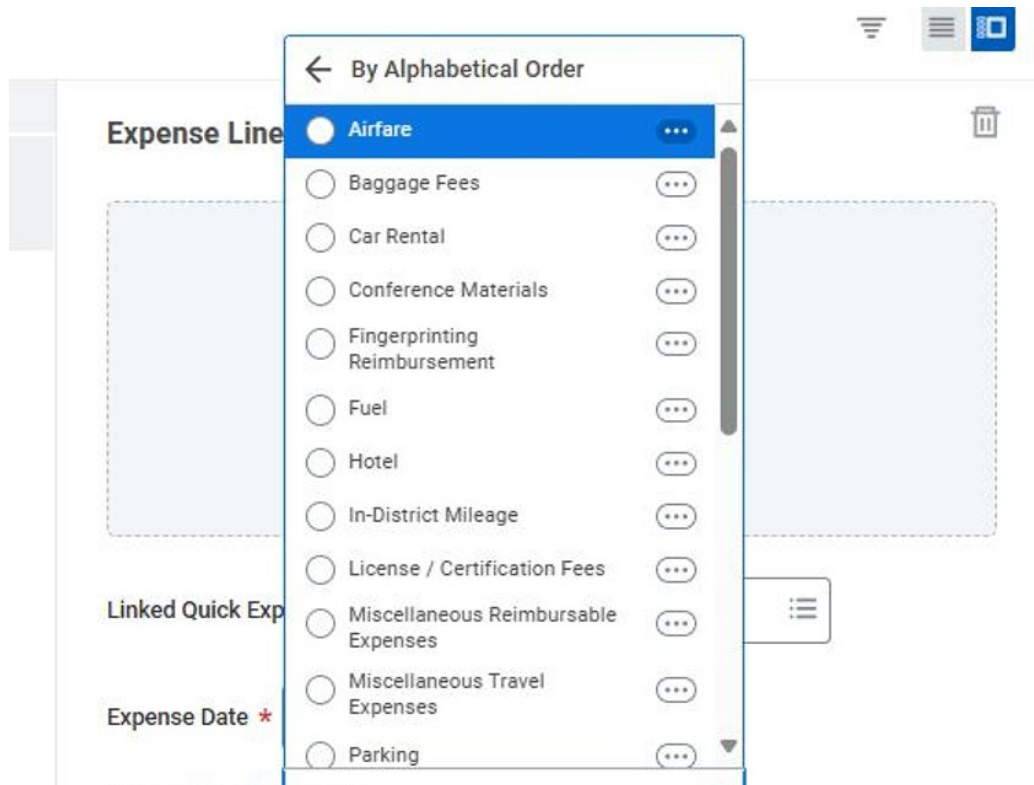 By Alphabetical Order
Expense Line
Airfare
Baggage Fees
Car Rental
Conference Materials
Fingerprinting
Reimbursement
Fuel
Hotel
In-District Mileage
License / Certification Fees
Linked Quick Exp
Miscellaneous Reimbursable
Expenses
Miscellaneous Travel
Expenses
Expense Date *
Parking